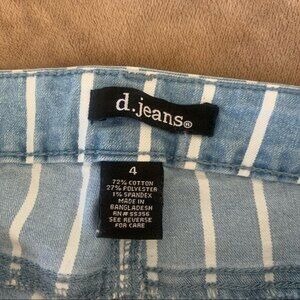 d.jeans®
4
72% COTTON
27% POLYESTER
1% SPANDEX
MADE IN
BANGLADESH
RN# 55356
SEE REVERSE
FOR CARE